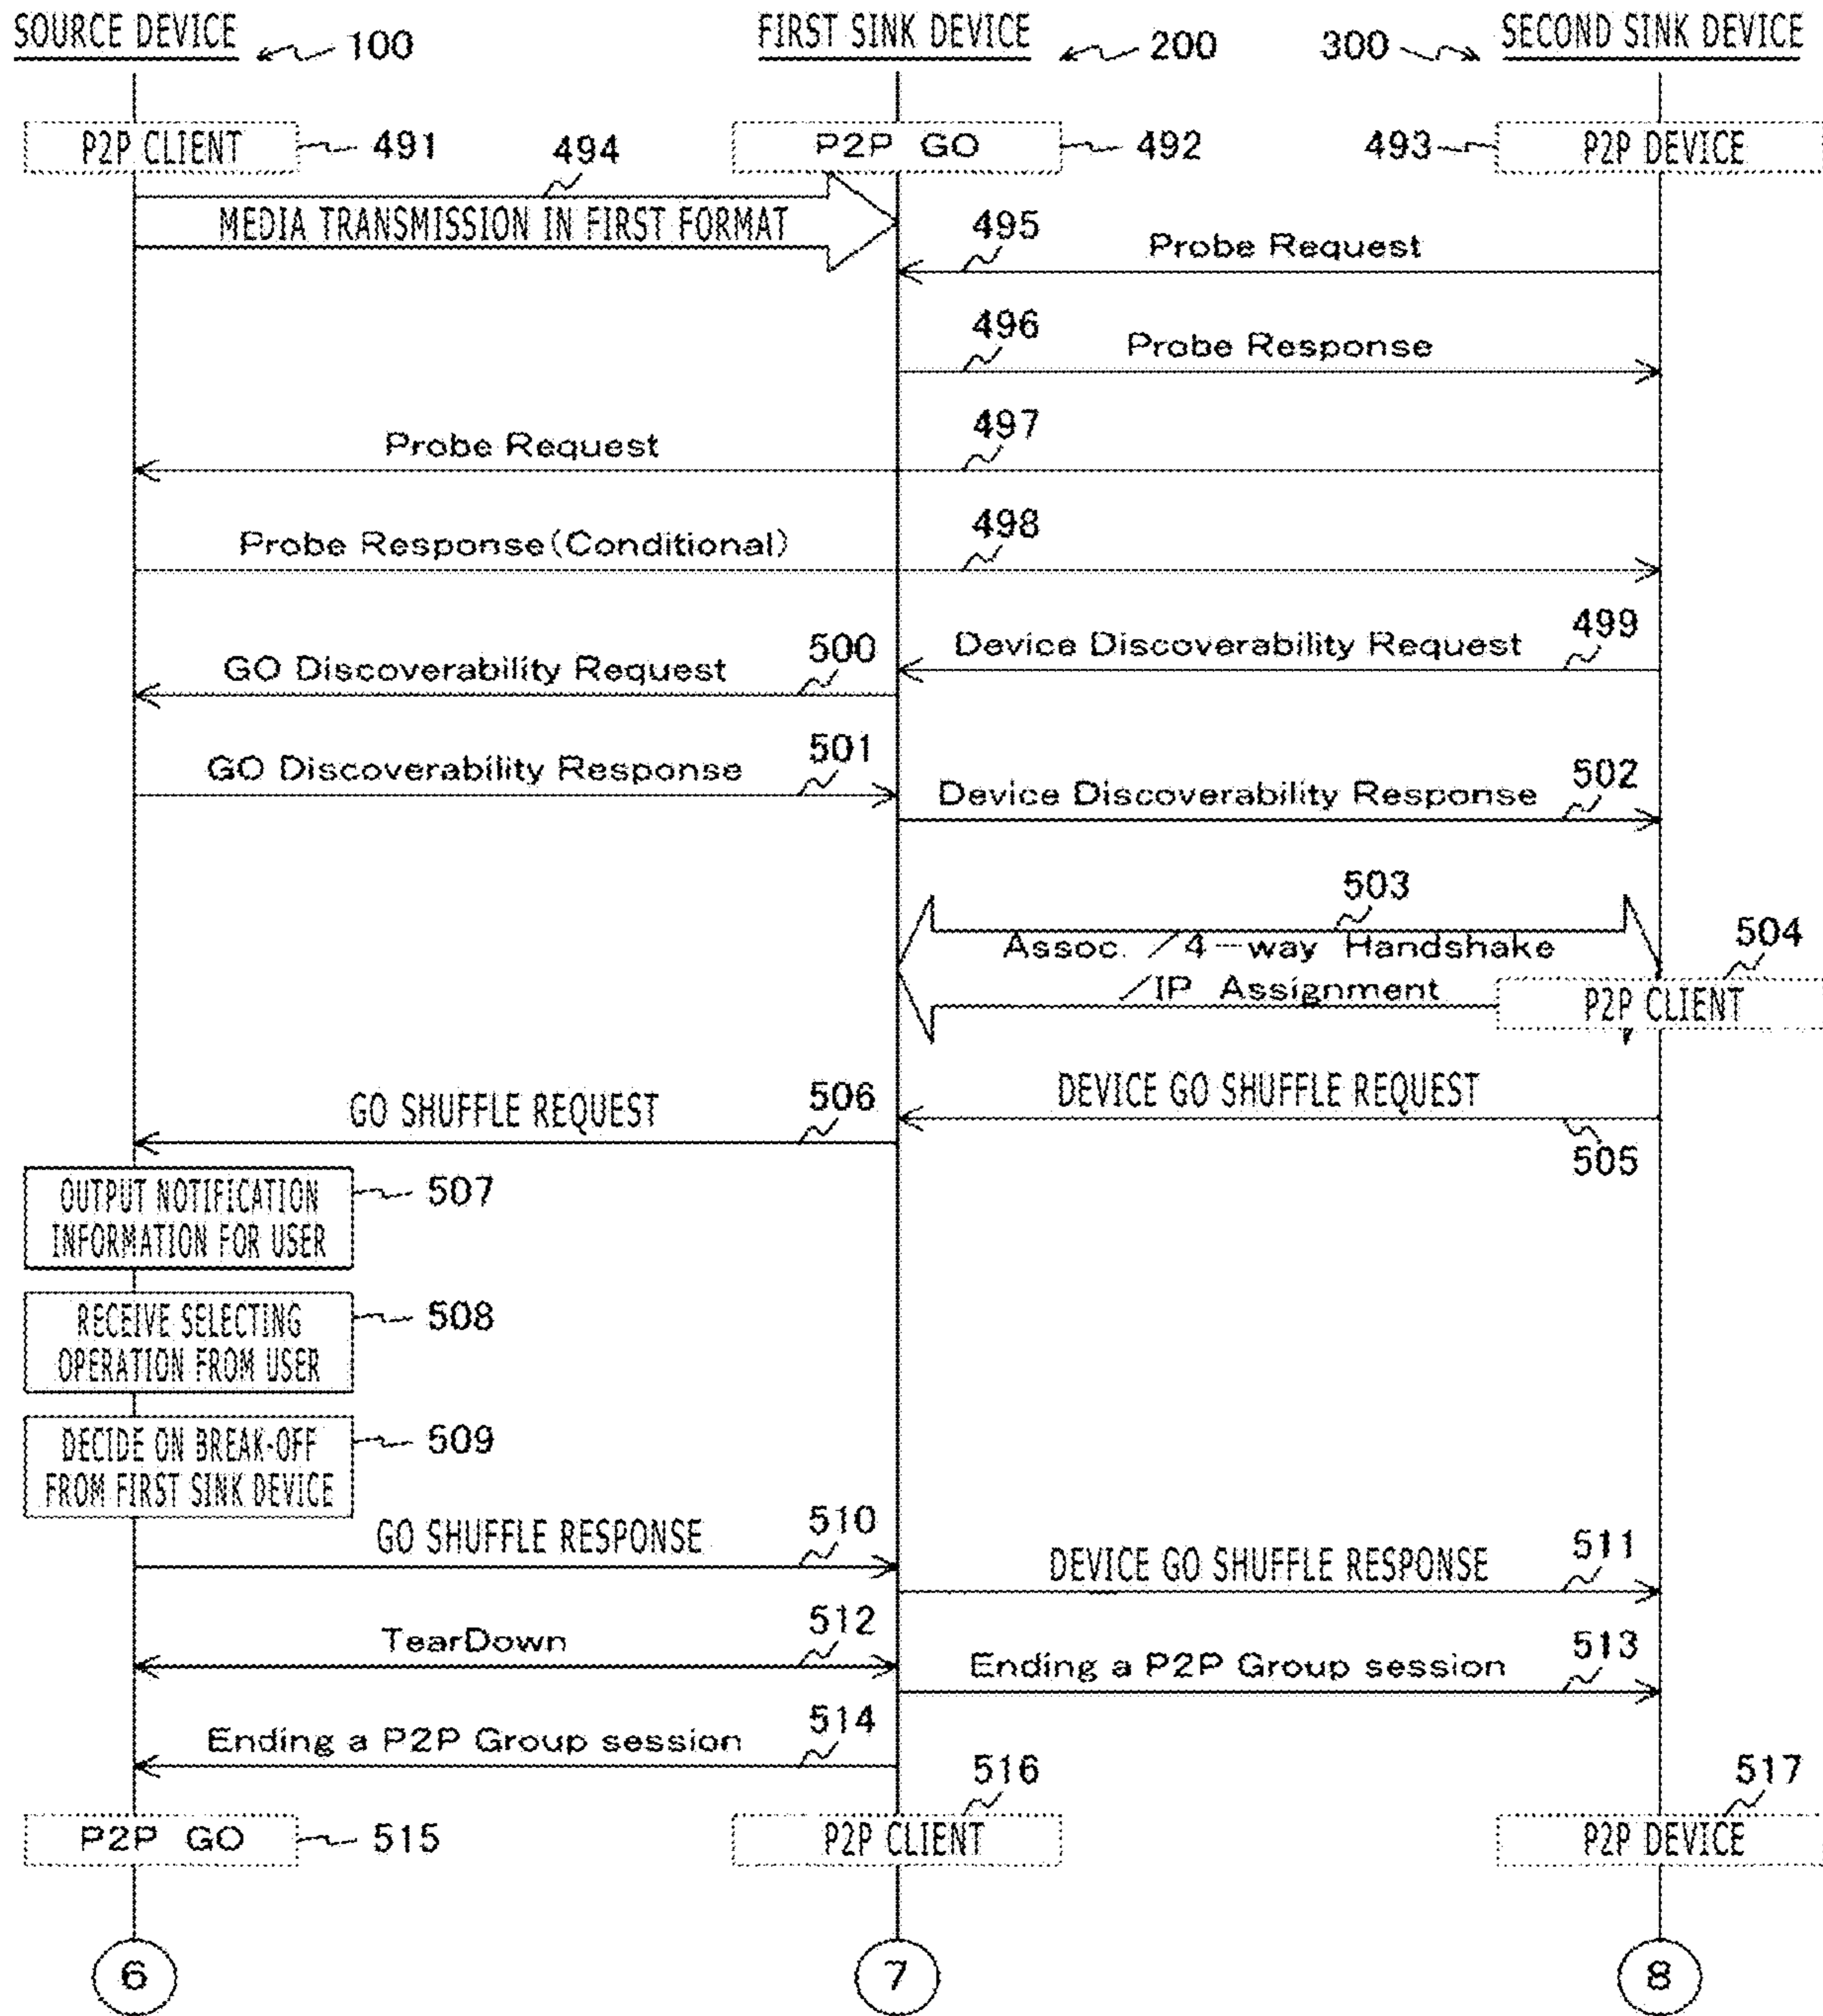 SOURCE DEVICE 100 FIRST SINK DEVICE 200 300 SECOND SINK DEVICE
P2P CLIENT 491 P2P GO 492 493 P2P DEVICE
494
MEDIA TRANSMISSION IN FIRST FORMAT
495
Probe Request
496
Probe Response
497
Probe Request
498
Probe Response(Conditional)
499
Device Discoverability Request
500
GO Discoverability Request
501
GO Discoverability Response
502
Device Discoverability Response
503
Assoc. /4-way Handshake
/IP Assignment
504
P2P CLIENT
DEVICE GO SHUFFLE REQUEST
505
GO SHUFFLE REQUEST 506
OUTPUT NOTIFICATION
INFORMATION FOR USER
507
RECEIVE SELECTING
OPERATION FROM USER
508
DECIDE ON BREAK-OFF
FROM FIRST SINK DEVICE
509
GO SHUFFLE RESPONSE 510
DEVICE GO SHUFFLE RESPONSE 511
TearDown 512
Ending a P2P Group session 513
Ending a P2P Group session 514
516 517
P2P GO 515 P2P CLIENT P2P DEVICE
6 7 8